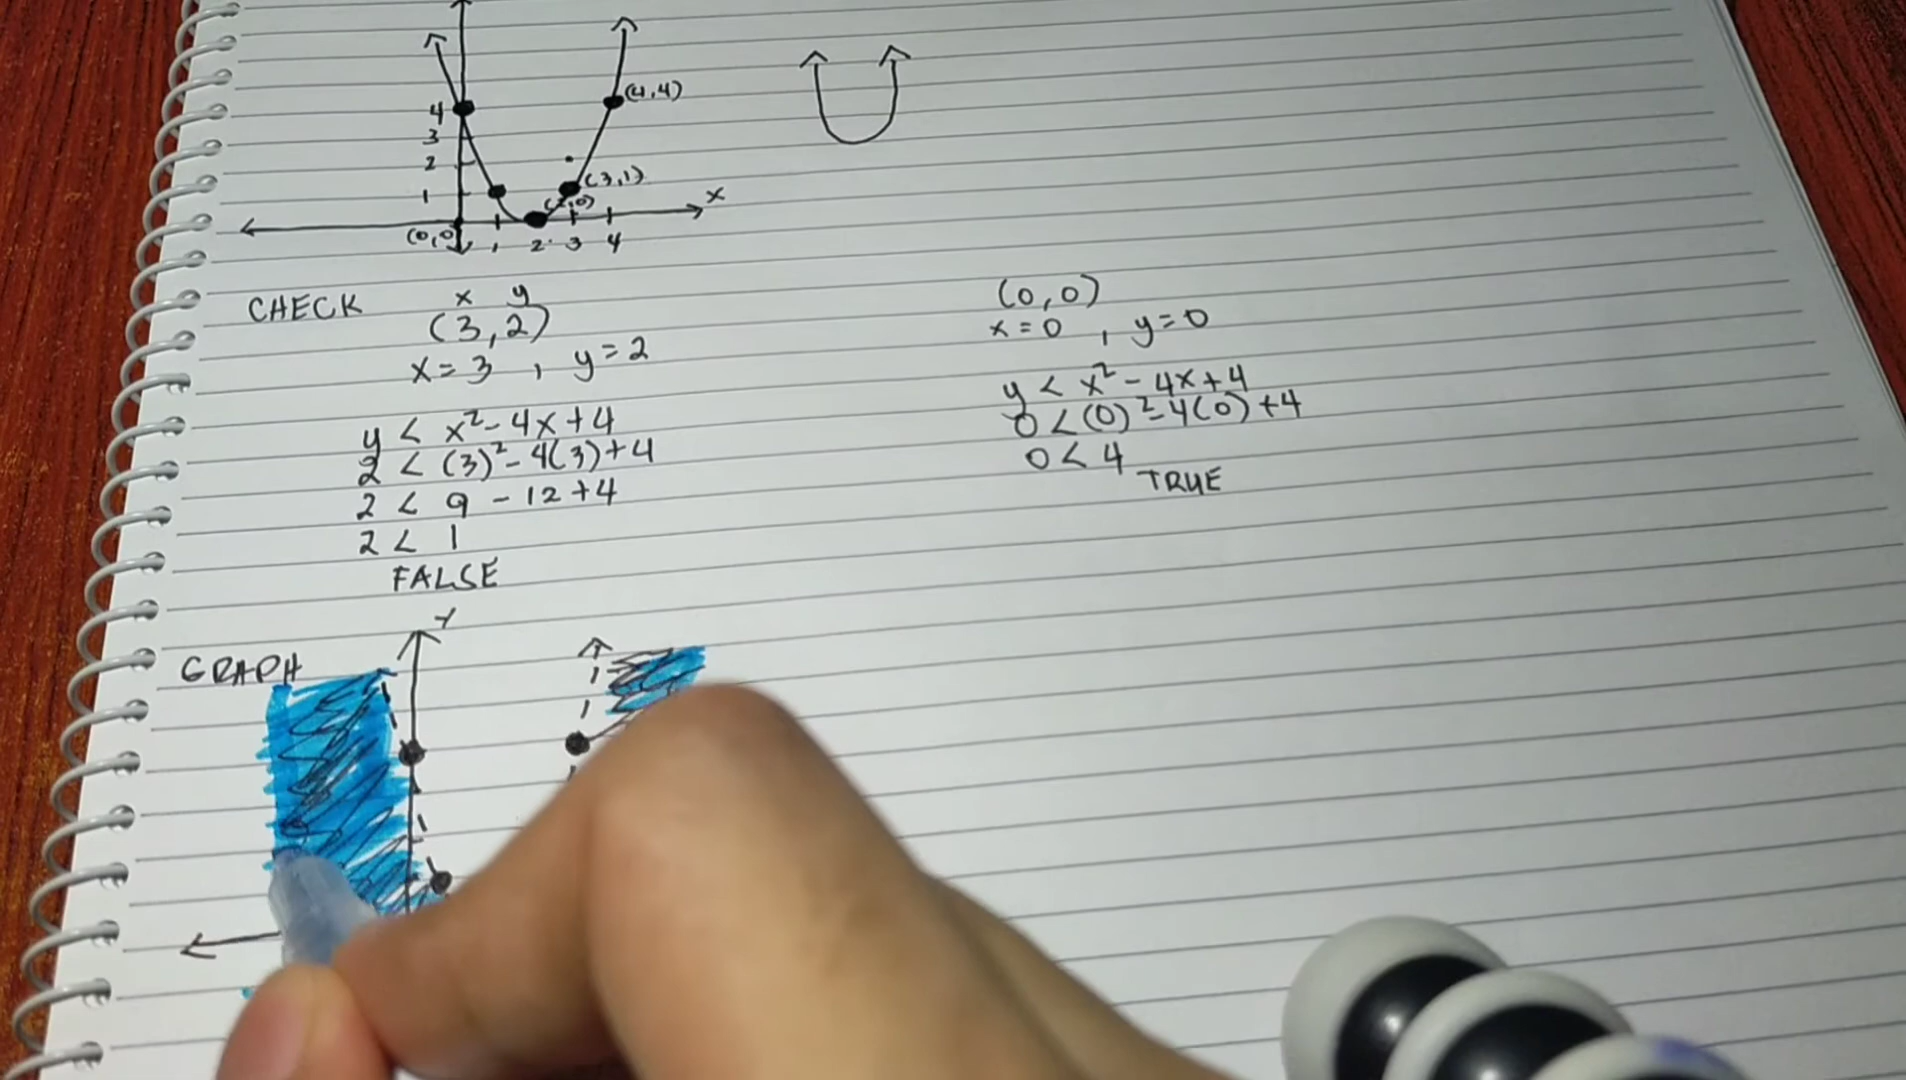 4
(4,4)
3
2
1
(3,1)
(2,0)
x
(0,0)
1 2 3 4
CHECK
x y
(3,2)
x=3 , y=2
y < x²-4x+4
2 < (3)²-4(3)+4
2 < 9 - 12 +4
2 < 1
FALSE
(0,0)
x=0 , y=0
y < x²-4x+4
0 < (0)²-4(0)+4
0 < 4
TRUE
GRAPH
Y